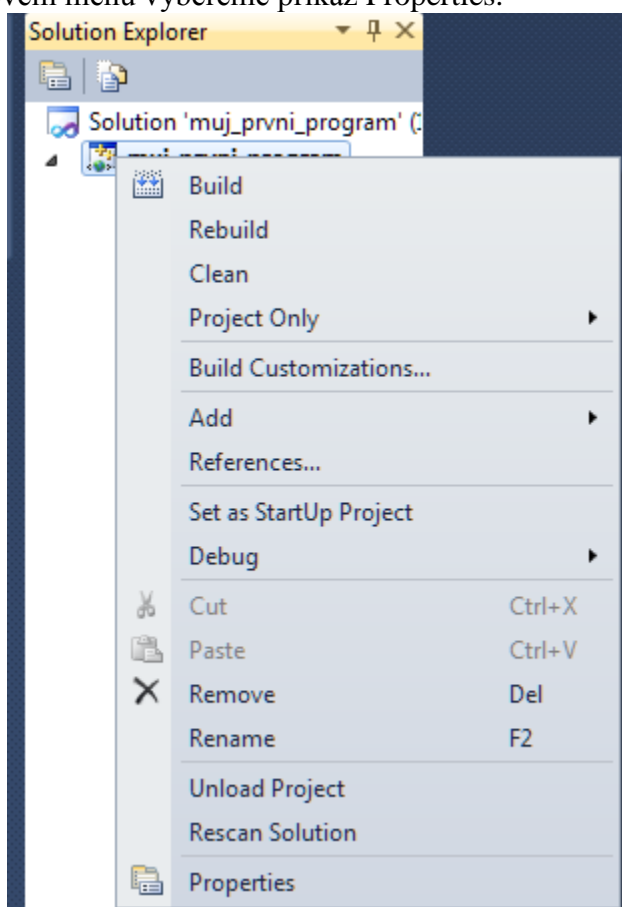 menu vybereme příkaz Properties.
Solution Explorer
Solution 'muj_prvni_program' (
muj_prvni_program
Build
Rebuild
Clean
Project Only
Build Customizations...
Add
References...
Set as StartUp Project
Debug
Cut Ctrl+X
Paste Ctrl+V
Remove Del
Rename F2
Unload Project
Rescan Solution
Properties